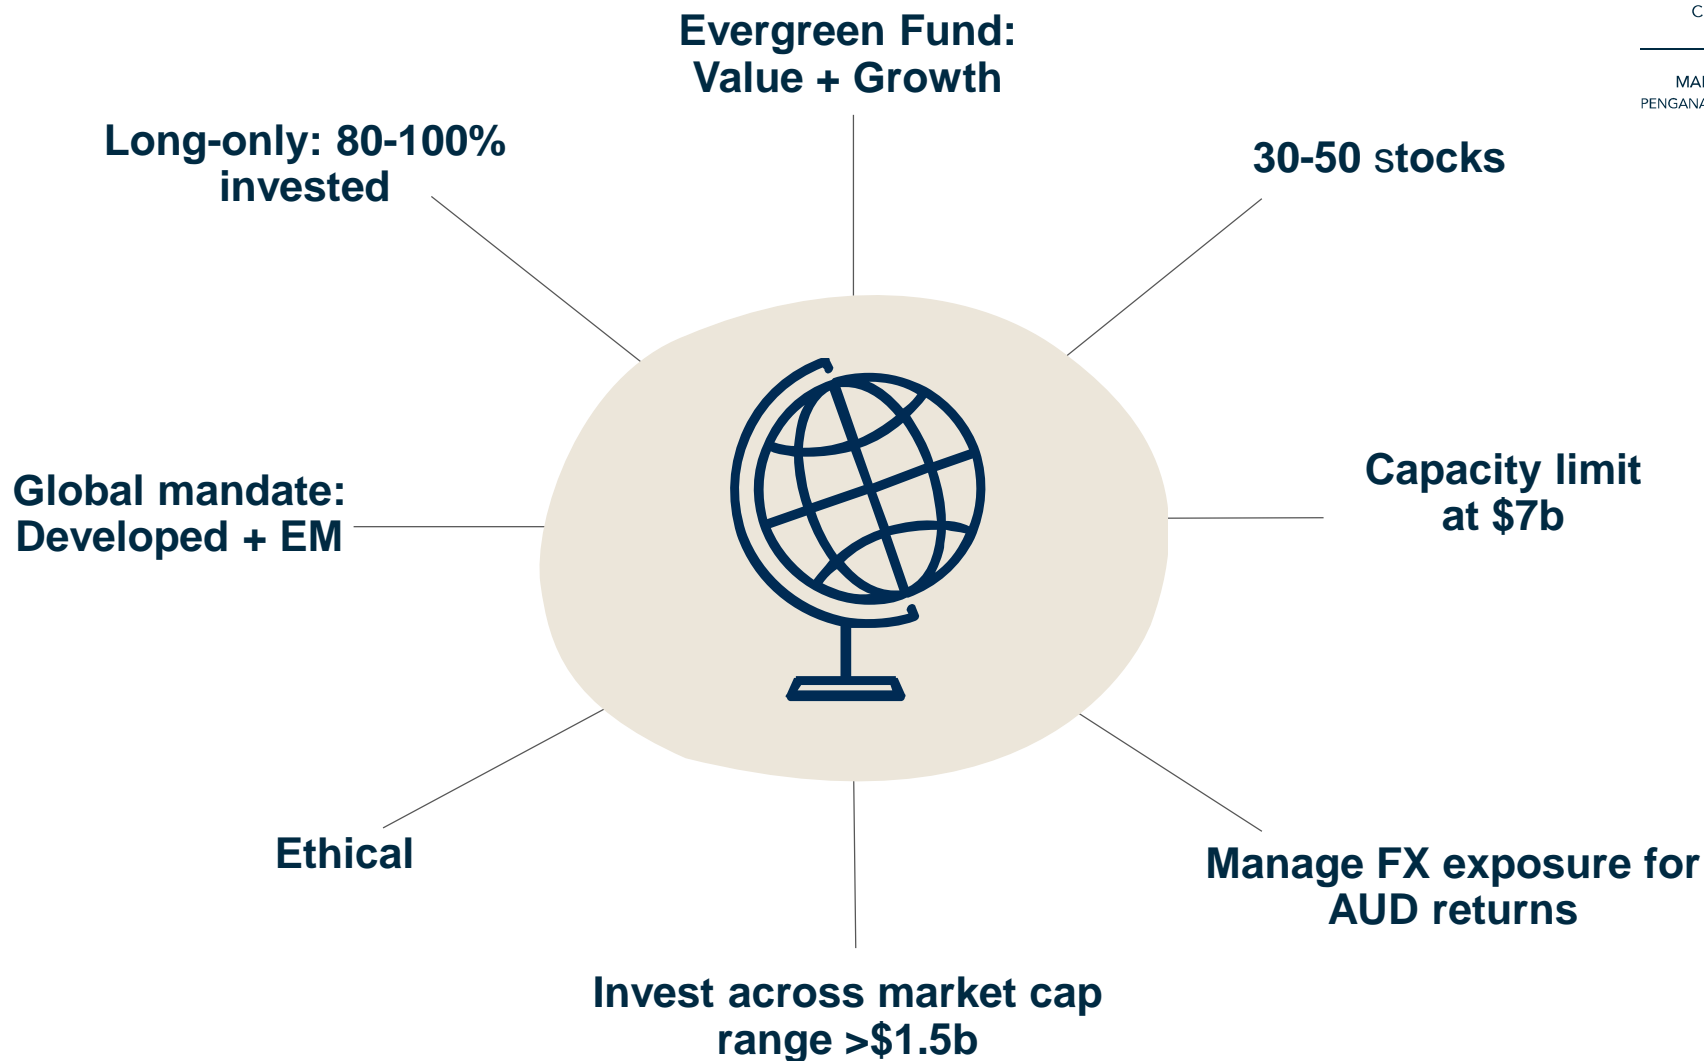 Evergreen Fund:
Value + Growth
Long-only: 80-100%
invested
30-50 stocks
Global mandate:
Developed + EM
Capacity limit
at $7b
Ethical
Manage FX exposure for
AUD returns
Invest across market cap
range >$1.5b